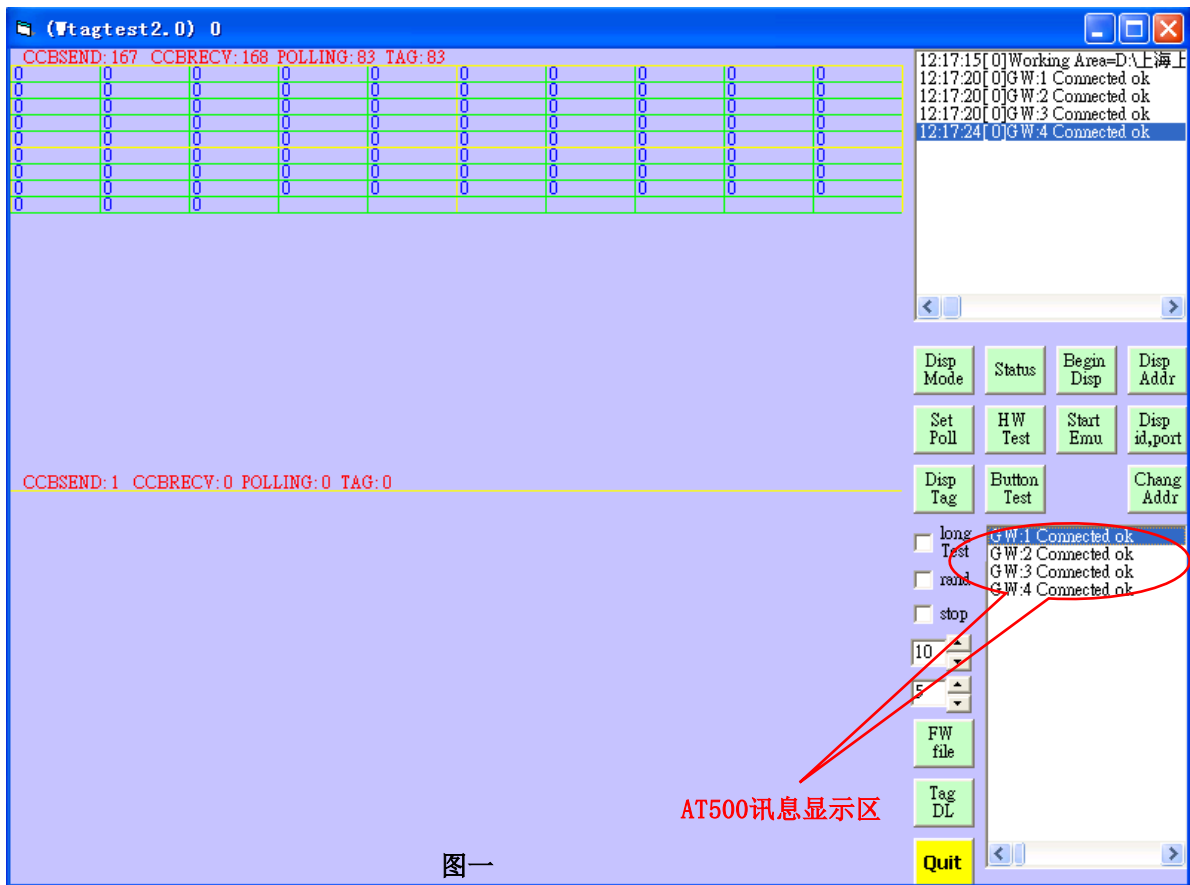 (Wtagtest2.0) 0
CCBSEND:167 CCBRECV:168 POLLING:83 TAG:83
0 0 0 0 0 0 0 0 0 0
0 0 0 0 0 0 0 0 0 0
0 0 0 0 0 0 0 0 0 0
0 0 0 0 0 0 0 0 0 0
0 0 0 0 0 0 0 0 0 0
0 0 0 0 0 0 0 0 0 0
0 0 0 0 0 0 0 0 0 0
0 0 0 0 0 0 0 0 0 0
0 0 0
12:17:15[ 0]Working Area=D:\上海上
12:17:20[ 0]GW:1 Connected ok
12:17:20[ 0]GW:2 Connected ok
12:17:20[ 0]GW:3 Connected ok
12:17:24[ 0]GW:4 Connected ok
Disp
Mode
Status
Begin
Disp
Disp
Addr
Set
Poll
HW
Test
Start
Emu
Disp
id,port
Disp
Tag
Button
Test
Chang
Addr
CCBSEND:1 CCBRECV:0 POLLING:0 TAG:0
long
Test
rand
stop
10
5
GW:1 Connected ok
GW:2 Connected ok
GW:3 Connected ok
GW:4 Connected ok
FW
file
Tag
DL
Quit
AT500讯息显示区
图一